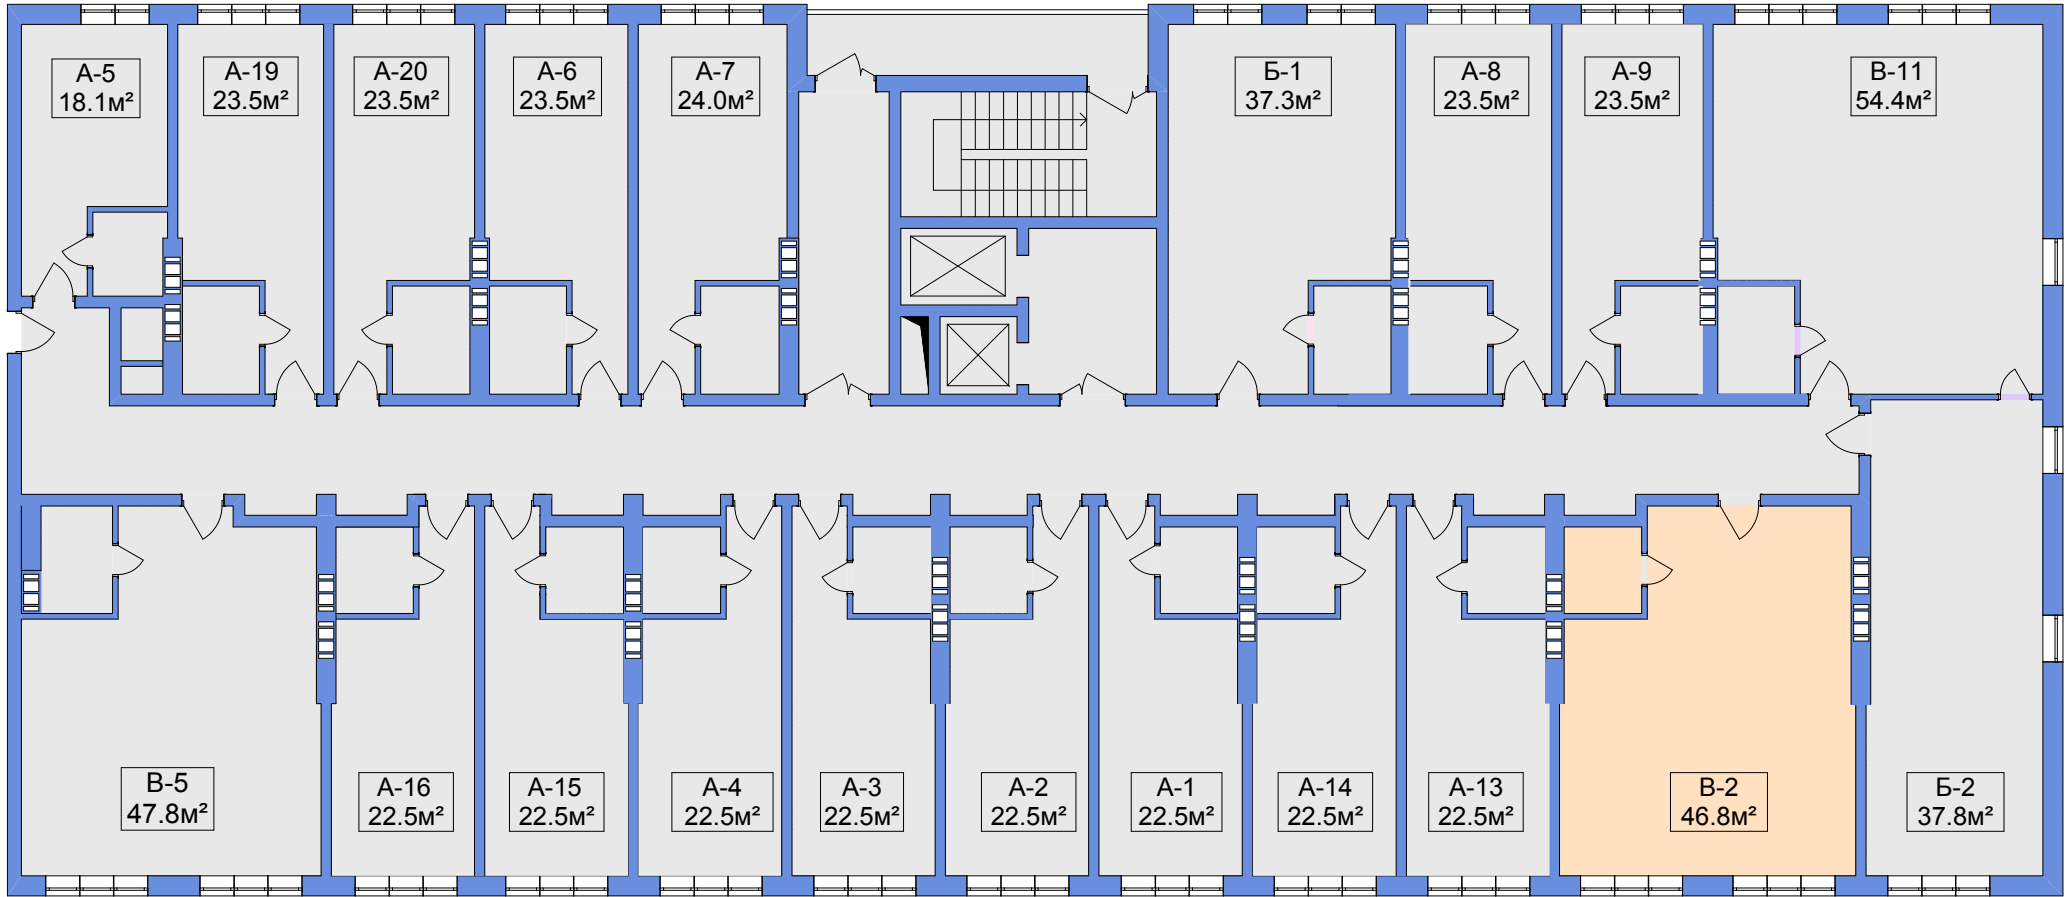 А-5
18.1м²
А-19
23.5м²
А-20
23.5м²
А-6
23.5м²
А-7
24.0м²
Б-1
37.3м²
А-8
23.5м²
А-9
23.5м²
В-11
54.4м²
В-5
47.8м²
А-16
22.5м²
А-15
22.5м²
А-4
22.5м²
А-3
22.5м²
А-2
22.5м²
А-1
22.5м²
А-14
22.5м²
А-13
22.5м²
В-2
46.8м²
Б-2
37.8м²